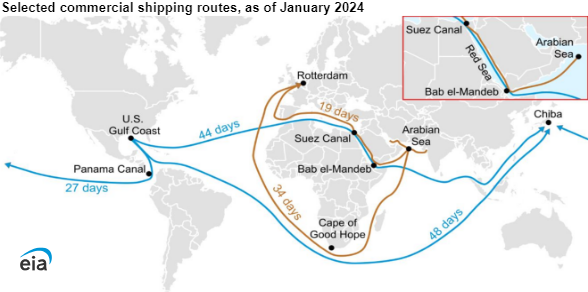 Selected commercial shipping routes, as of January 2024
Suez Canal
Red Sea
Arabian
Sea
Bab el-Mandeb
Rotterdam
19 days
Chiba
U.S.
Gulf Coast
44 days
Suez Canal
Arabian
Sea
Panama Canal
Bab el-Mandeb
27 days
34 days
Cape of
Good Hope
48 days
eia